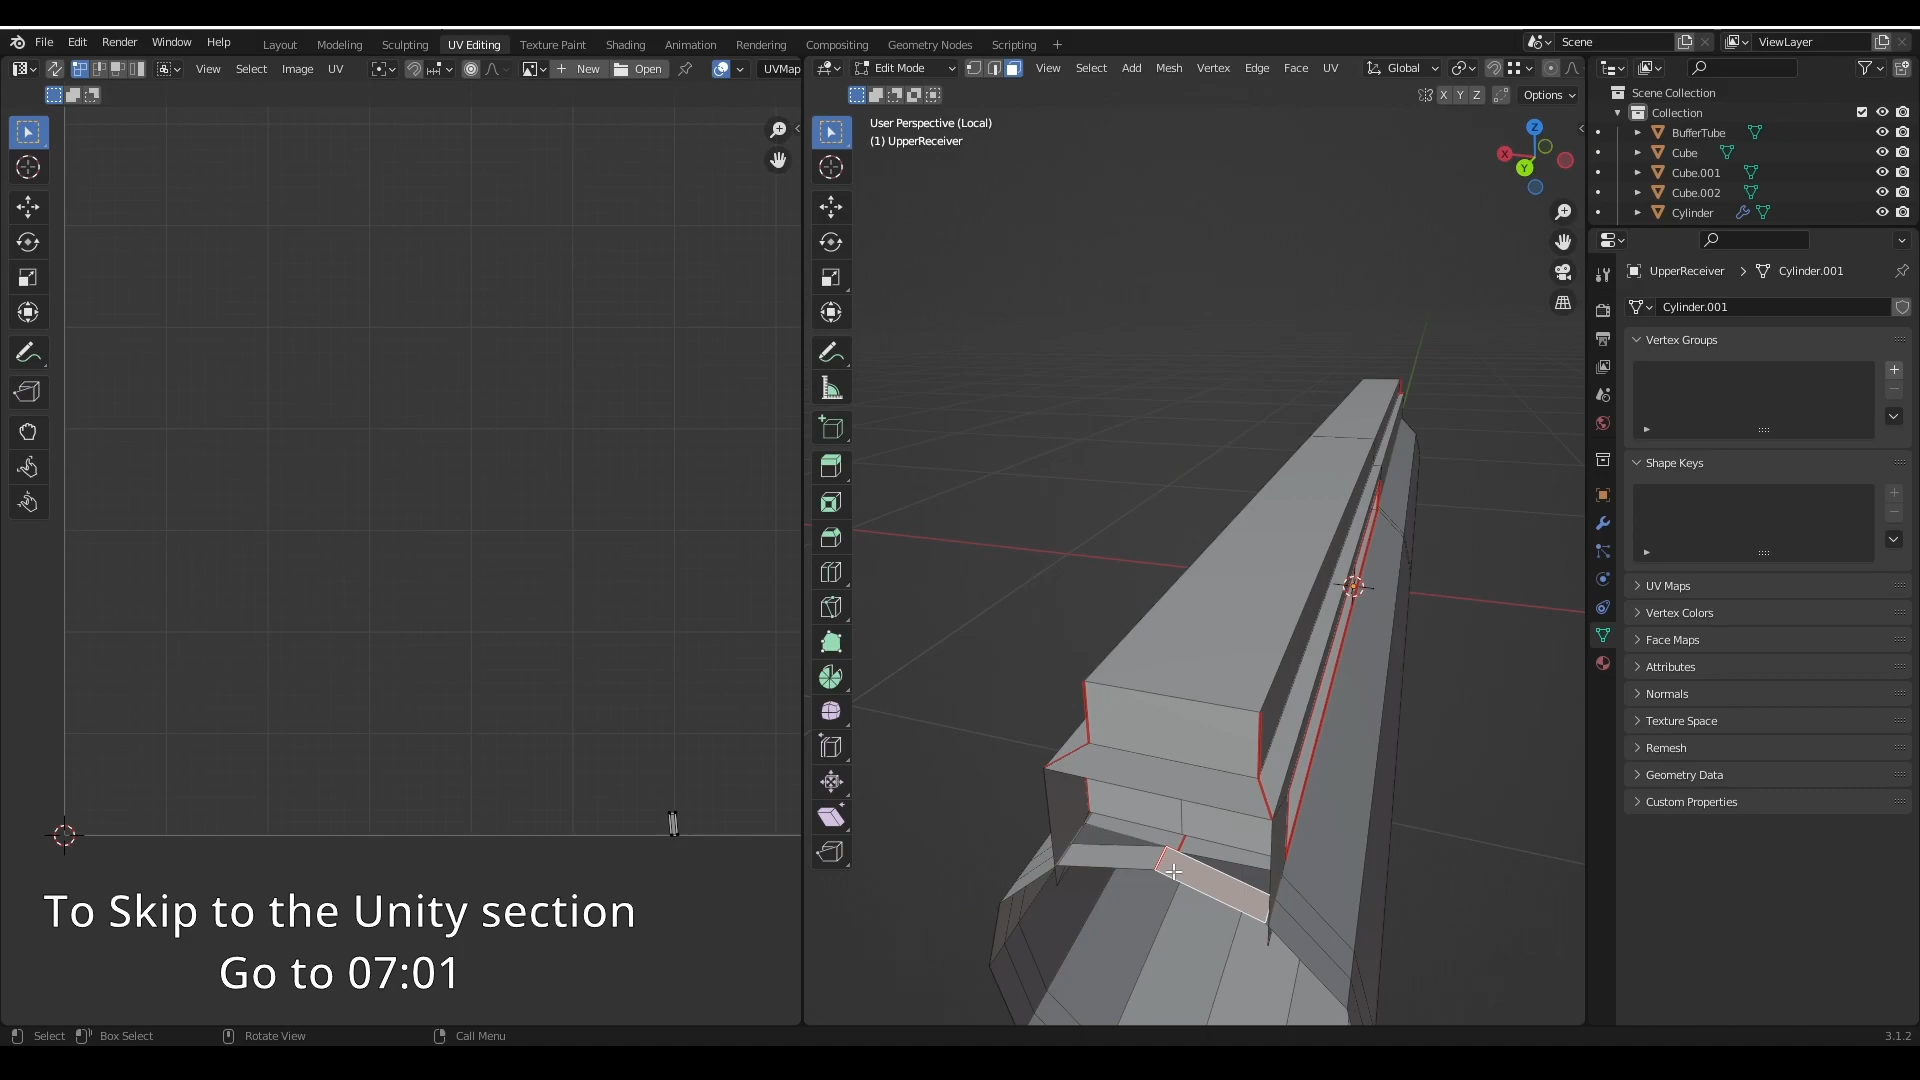 File Edit Render Window Help
Layout Modeling Sculpting UV Editing Texture Paint Shading Animation Rendering Compositing Geometry Nodes Scripting
Scene
ViewLayer
View Select Image UV
New
Open
UVMap
Edit Mode
View Select Add Mesh Vertex Edge Face UV
Global
X Y Z
Options
User Perspective (Local)
(1) UpperReceiver
Z
X
Y
Scene Collection
Collection
BufferTube
Cube
Cube.001
Cube.002
Cylinder
UpperReceiver
Cylinder.001
Cylinder.001
Vertex Groups
Shape Keys
UV Maps
Vertex Colors
Face Maps
Attributes
Normals
Texture Space
Remesh
Geometry Data
Custom Properties
To Skip to the Unity section
Go to 07:01
Select
Box Select
Rotate View
Call Menu
3.1.2